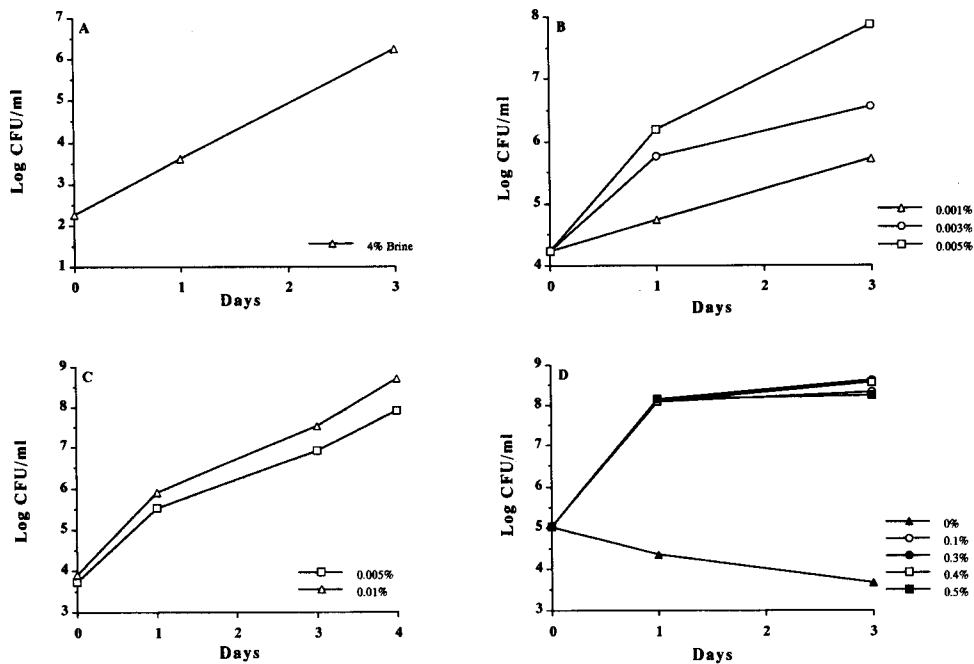 A
Log CFU/ml
7
6
5
4
3
2
1
0 1 2 3
Days
4% Brine
B
Log CFU/ml
8
7
6
5
4
0 1 2 3
Days
0.001%
0.003%
0.005%
C
Log CFU/ml
9
8
7
6
5
4
3
0 1 2 3 4
Days
0.005%
0.01%
D
Log CFU/ml
9
8
7
6
5
4
3
0 1 2 3
Days
0%
0.1%
0.3%
0.4%
0.5%